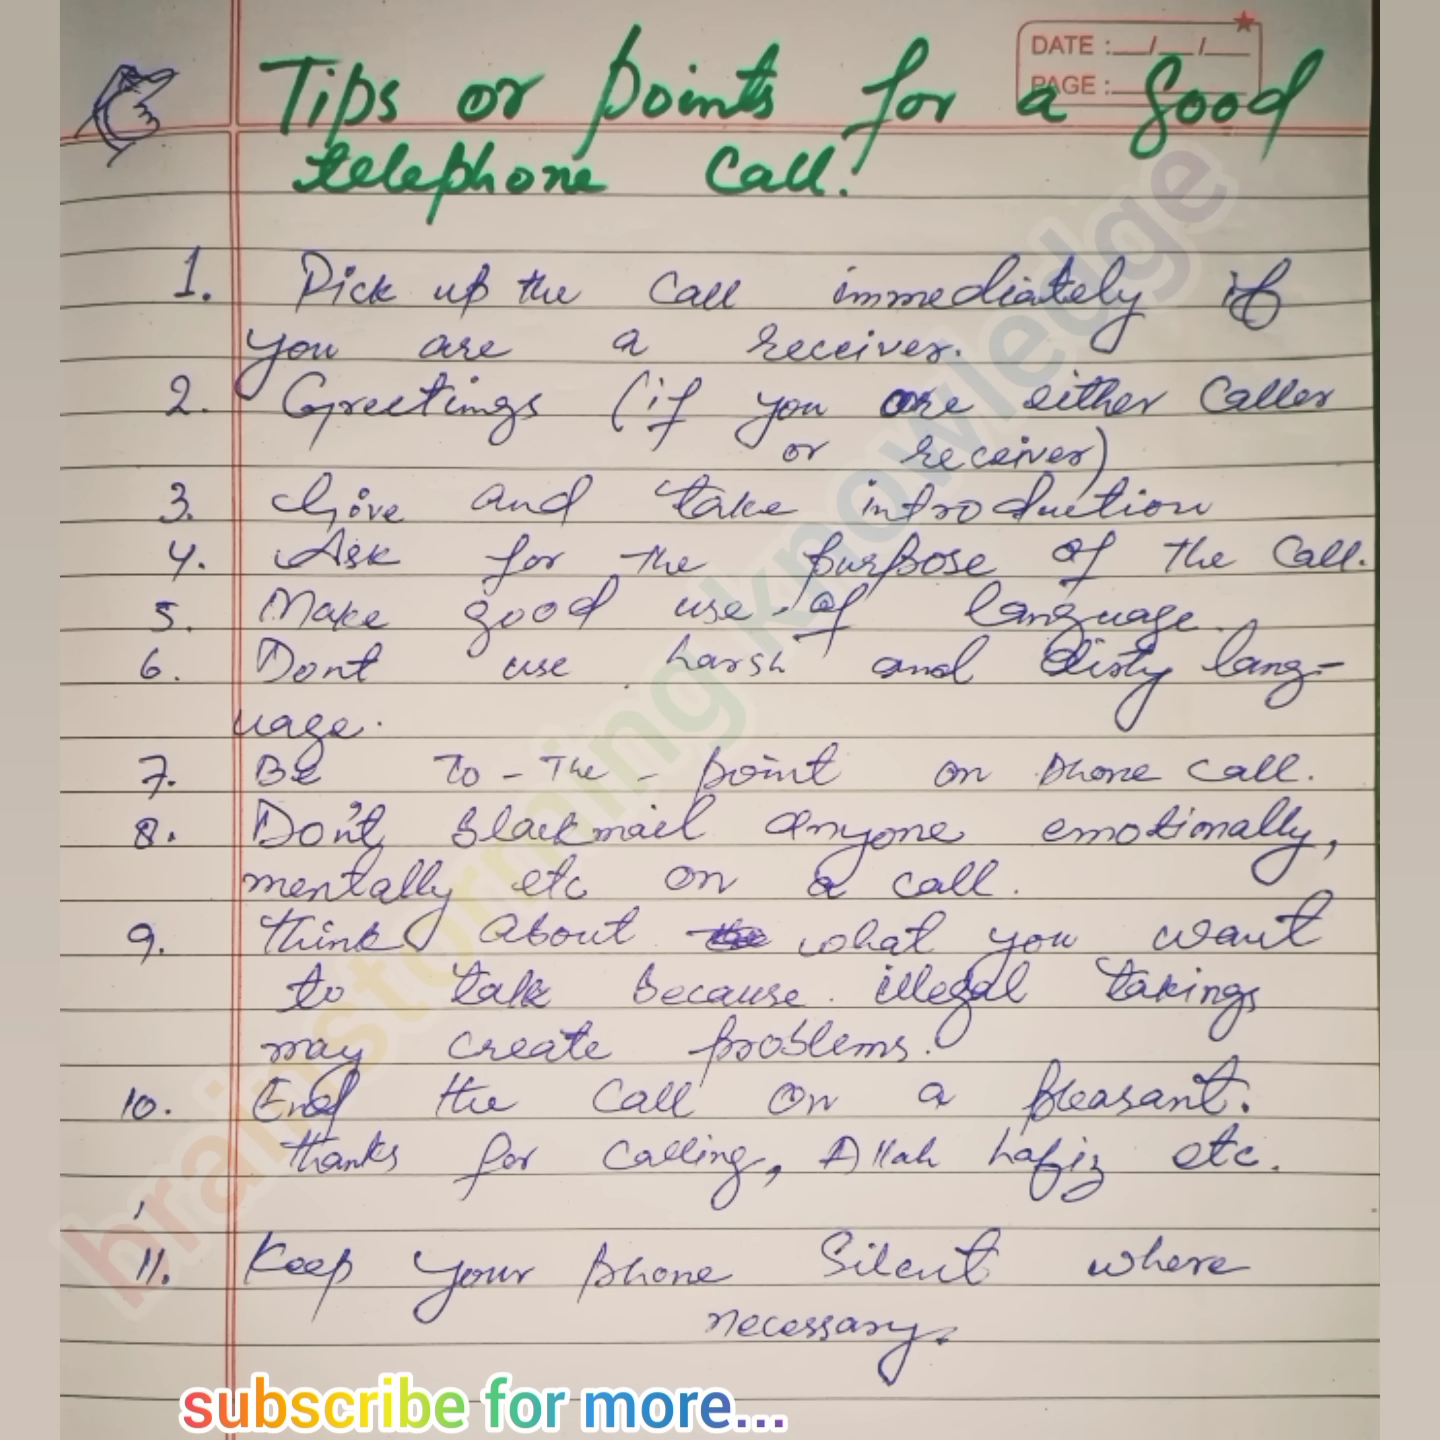 DATE :__/__/__
PAGE :
Tips or points for a good
telephone call.
1. Pick up the call immediately if
you are a receiver.
2. Greetings (if you are either caller
or receiver)
3. Give and take introduction
4. Ask for the purpose of the call.
5. Make good use of language.
6. Dont use harsh and dirty lang-
uage.
7. Be To-The-point on phone call.
8. Don't blackmail anyone emotionally,
mentally etc on a call.
9. think about what you want
to talk because illegal takings
may create problems.
10. End the call on a pleasant.
thanks for calling, Allah hafiz etc.
11. Keep your phone silent where
necessary.
brainstorming knowledge
subscribe for more...